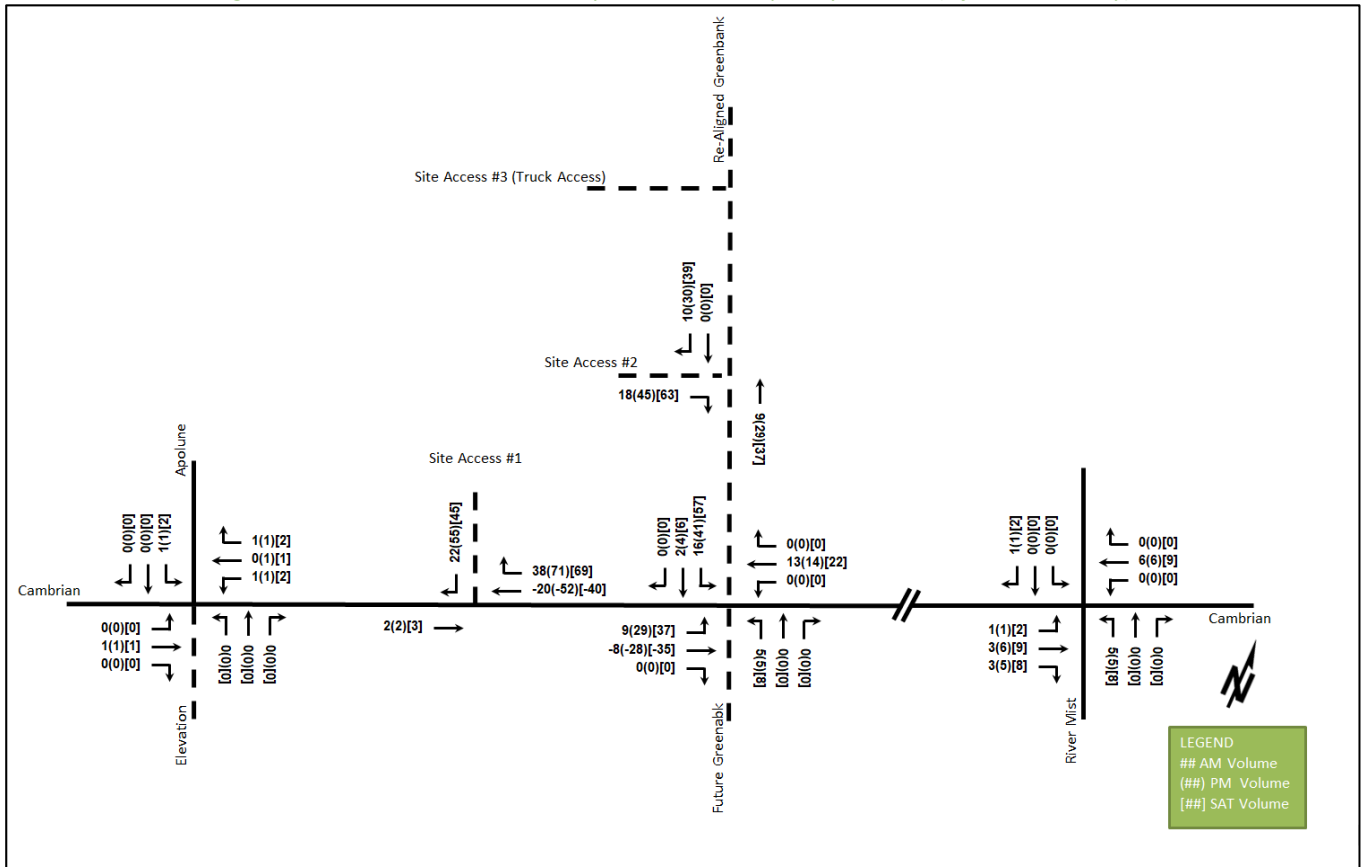 Re-Aligned Greenbank
Site Access #3 (Truck Access)
10(30)[39]
0(0)[0]
Site Access #2
18(45)[63]
9(29)[37]
Apolune
Site Access #1
0(0)[0]
0(0)[0]
1(1)[2]
1(1)[2]
0(1)[1]
1(1)[2]
22(55)[45]
38(71)[69]
-20(-52)[-40]
0(0)[0]
2(4)[6]
16(41)[57]
0(0)[0]
13(14)[22]
0(0)[0]
1(1)[2]
0(0)[0]
0(0)[0]
0(0)[0]
6(6)[9]
0(0)[0]
Cambrian
Cambrian
0(0)[0]
1(1)[1]
0(0)[0]
0(0)[0]
0(0)[0]
0(0)[0]
2(2)[3]
9(29)[37]
-8(-28)[-35]
0(0)[0]
5(5)[8]
0(0)[0]
0(0)[0]
1(1)[2]
3(6)[9]
3(5)[8]
5(5)[8]
0(0)[0]
0(0)[0]
Elevation
Future Greenabk
River Mist
N
LEGEND
## AM Volume
(##) PM Volume
[##] SAT Volume